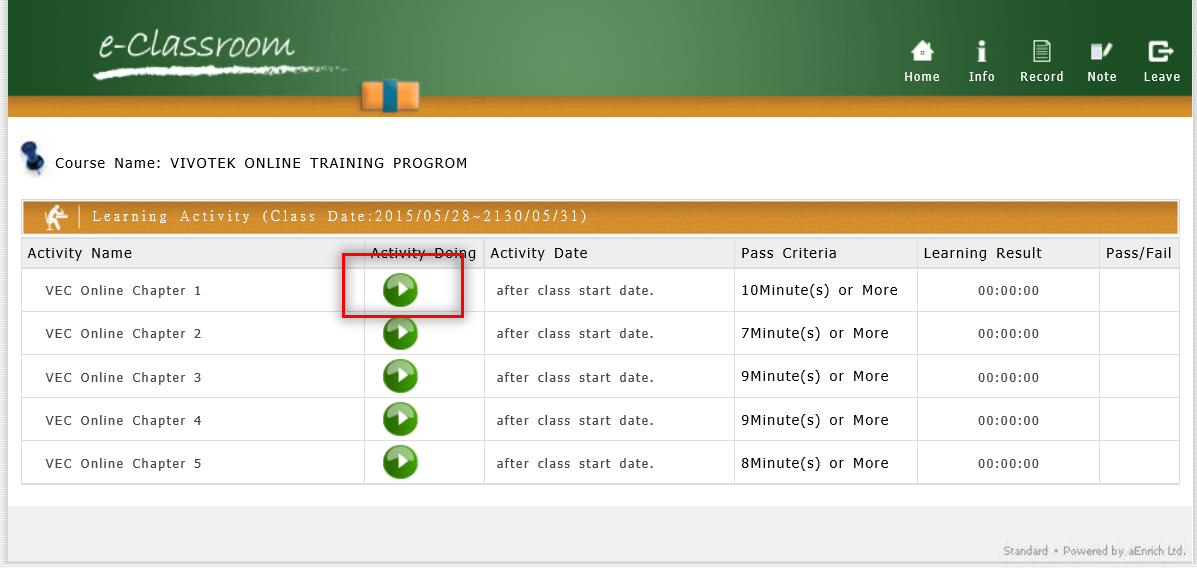 e-Classroom
Home Info Record Note Leave
Course Name: VIVOTEK ONLINE TRAINING PROGROM
Learning Activity (Class Date:2015/05/28~2130/05/31)
Activity Name Activity Doing Activity Date Pass Criteria Learning Result Pass/Fail
VEC Online Chapter 1 after class start date. 10Minute(s) or More 00:00:00
VEC Online Chapter 2 after class start date. 7Minute(s) or More 00:00:00
VEC Online Chapter 3 after class start date. 9Minute(s) or More 00:00:00
VEC Online Chapter 4 after class start date. 9Minute(s) or More 00:00:00
VEC Online Chapter 5 after class start date. 8Minute(s) or More 00:00:00
Standard • Powered by aEnrich Ltd.